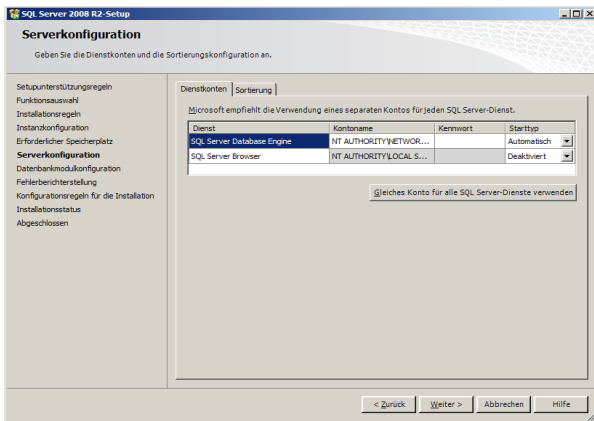 SQL Server 2008 R2-Setup
Serverkonfiguration
Geben Sie die Dienstkonten und die Sortierungskonfiguration an.
Setupunterstützungsregeln
Funktionsauswahl
Installationsregeln
Instanzkonfiguration
Erforderlicher Speicherplatz
Serverkonfiguration
Datenbankmodulkonfiguration
Fehlerberichterstellung
Konfigurationsregeln für die Installation
Installationsstatus
Abgeschlossen
Dienstkonten Sortierung
Microsoft empfiehlt die Verwendung eines separaten Kontos für jeden SQL Server-Dienst.
Dienst Kontoname Kennwort Starttyp
SQL Server Database Engine NT AUTHORITY\NETWOR... Automatisch
SQL Server Browser NT AUTHORITY\LOCAL S... Deaktiviert
Gleiches Konto für alle SQL Server-Dienste verwenden
< Zurück Weiter > Abbrechen Hilfe